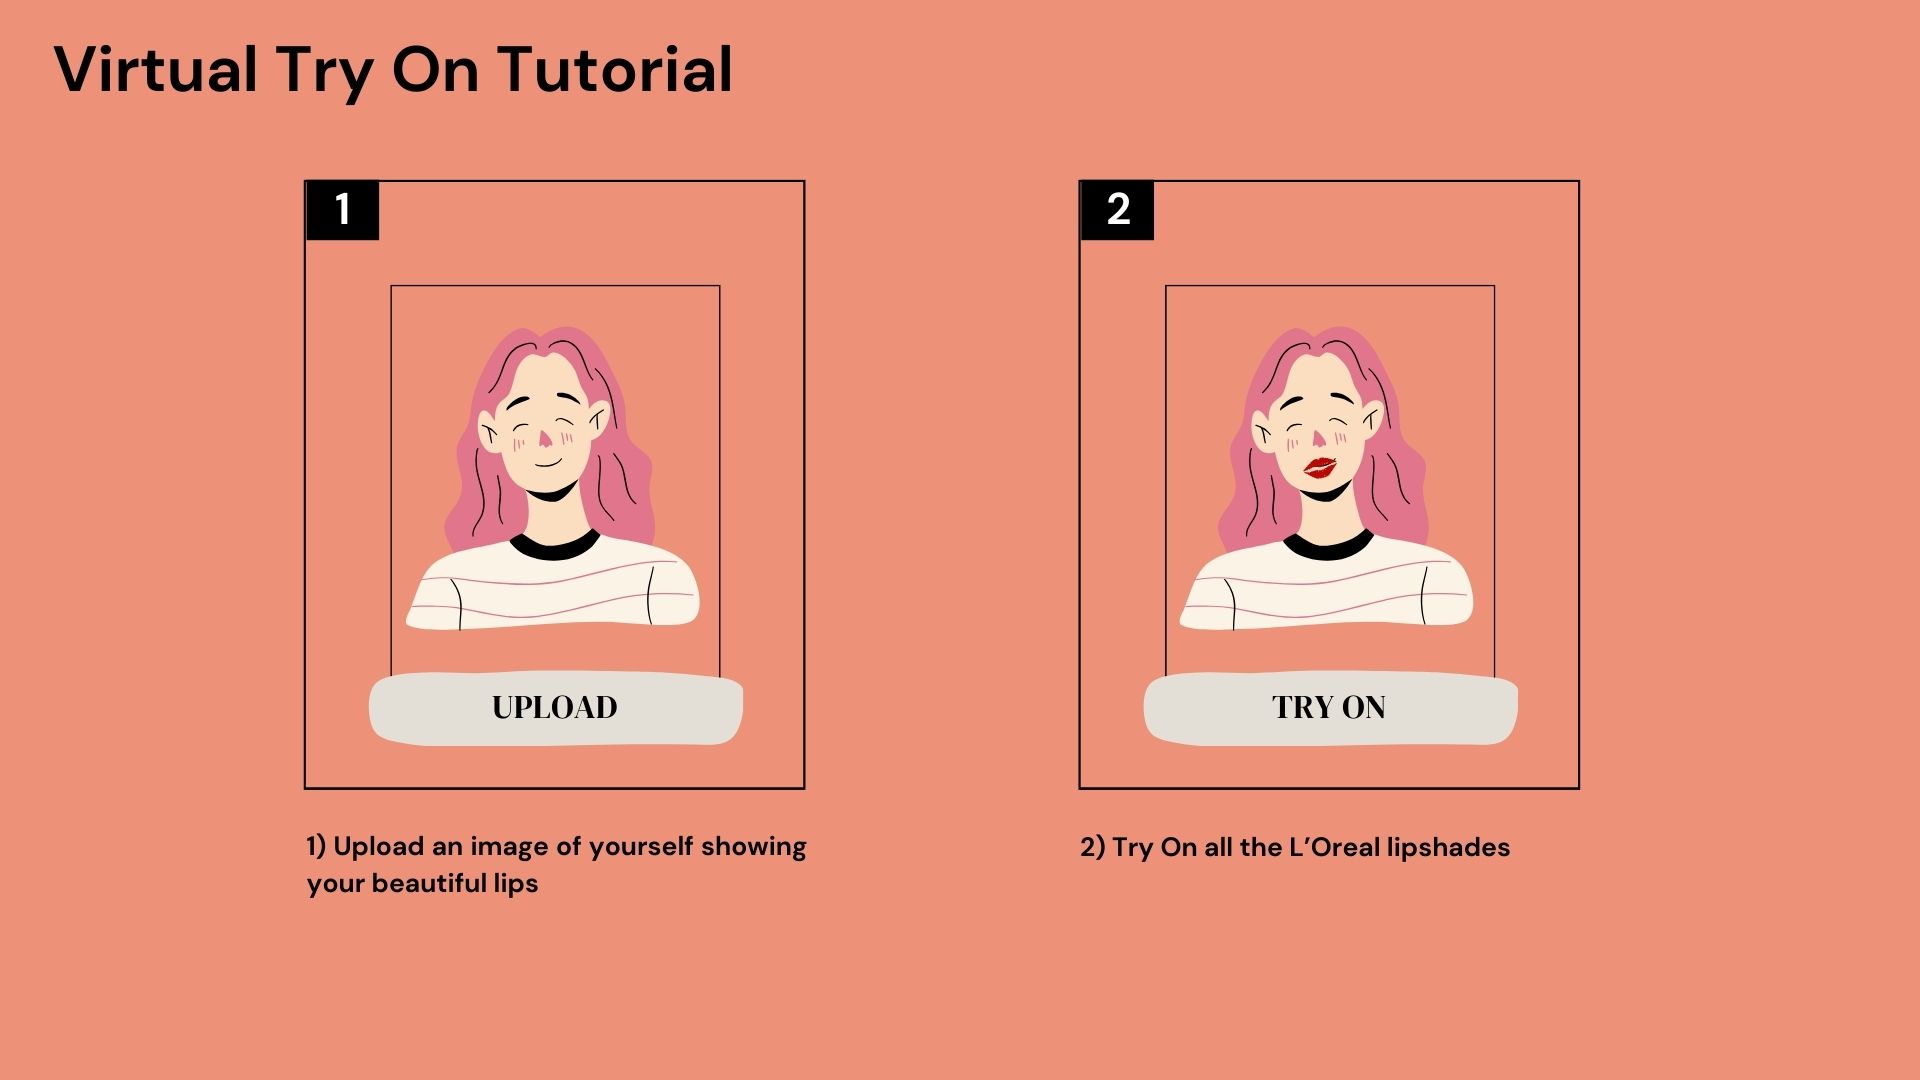 Virtual Try On Tutorial
1
UPLOAD
1) Upload an image of yourself showing
your beautiful lips
2
TRY ON
2) Try On all the L’Oreal lipshades